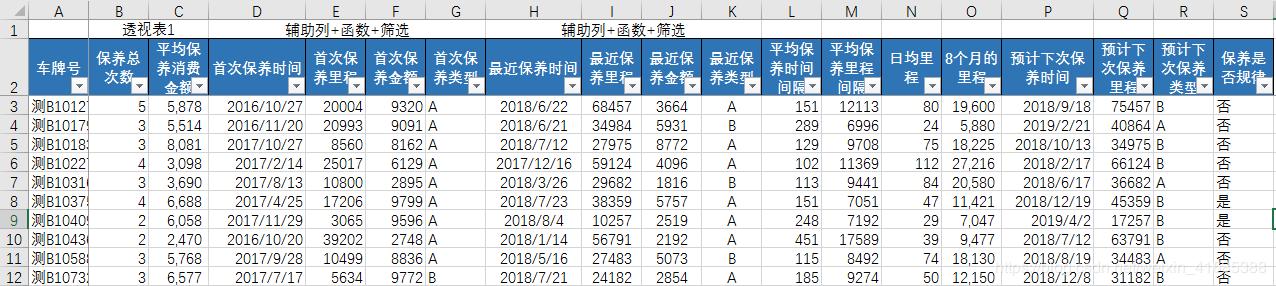 A B C D E F G H I J K L M N O P Q R S
1 透视表1 辅助列+函数+筛选 辅助列+函数+筛选
2 车牌号 保养总次数 平均保养消费金额 首次保养时间 首次保养里程 首次保养金额 首次保养类型 最近保养时间 最近保养里程 最近保养金额 最近保养类型 平均保养时间间隔 平均保养里程间隔 日均里程 8个月的里程 预计下次保养时间 预计下次保养里程 预计下次保养类型 保养是否规律
3 测B1012 5 5,878 2016/10/27 20004 9320 A 2018/6/22 68457 3664 A 151 12113 80 19,600 2018/9/18 75457 B 否
4 测B1017 3 5,514 2016/11/20 20993 9091 A 2018/6/21 34984 5931 B 289 6996 24 5,880 2019/2/21 40864 A 否
5 测B1018 3 8,081 2017/10/27 8560 8162 A 2018/7/12 27975 8772 A 129 9708 75 18,225 2018/10/13 34975 B 否
6 测B1022 4 3,098 2017/2/14 25017 6129 A 2017/12/16 59124 4096 A 102 11369 112 27,216 2018/2/17 66124 B 否
7 测B1031 3 3,690 2017/8/13 10800 2895 A 2018/3/26 29682 1816 B 113 9441 84 20,580 2018/6/17 36682 A 否
8 测B1037 4 6,688 2017/4/25 17206 9799 A 2018/7/23 38359 5757 A 151 7051 47 11,421 2018/12/19 45359 B 是
9 测B1040 2 6,058 2017/11/29 3065 9596 A 2018/8/4 10257 2519 A 248 7192 29 7,047 2019/4/2 17257 B 是
10 测B1043 2 2,470 2016/10/20 39202 2748 A 2018/1/14 56791 2192 A 451 17589 39 9,477 2018/7/12 63791 B 否
11 测B1058 3 5,768 2017/9/28 10499 8836 A 2018/5/16 27483 5073 B 115 8492 74 18,130 2018/8/19 34483 A 否
12 测B1073 3 6,577 2017/7/17 5634 9772 B 2018/7/21 24182 2854 A 185 9274 50 12,150 2018/12/8 31182 B 否